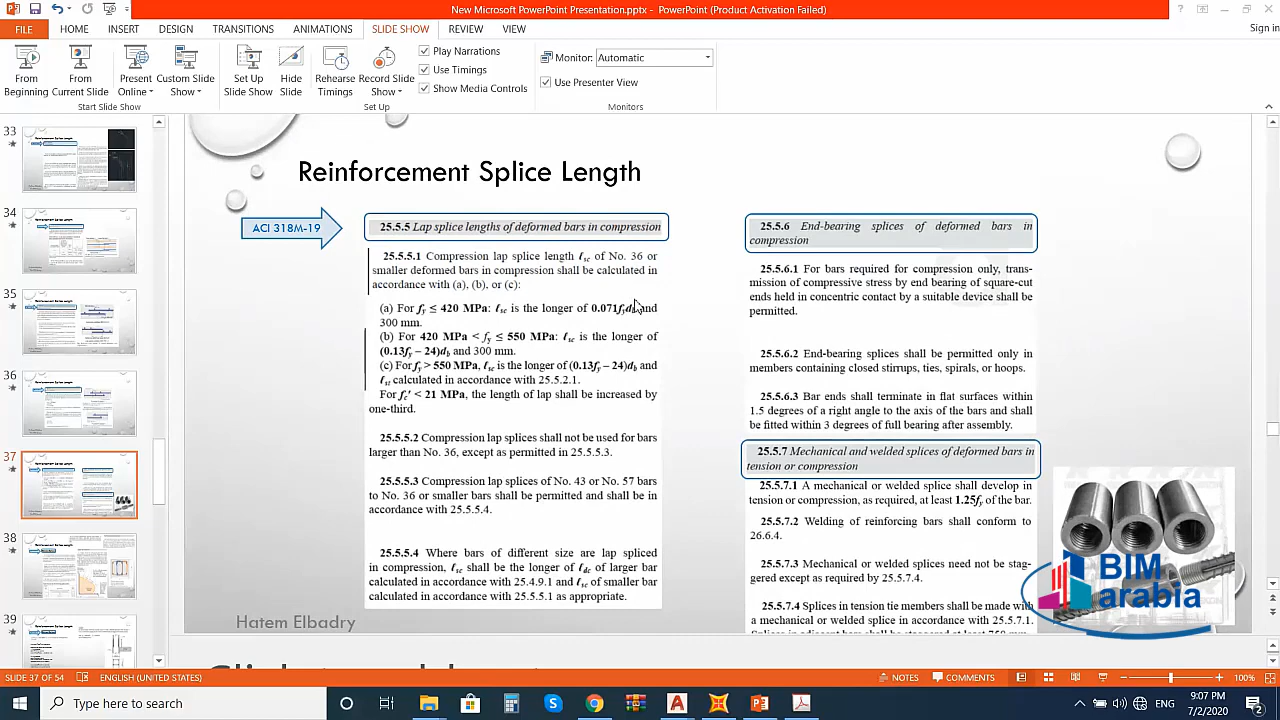 New Microsoft PowerPoint Presentation.pptx - PowerPoint (Product Activation Failed)
FILE HOME INSERT DESIGN TRANSITIONS ANIMATIONS SLIDE SHOW REVIEW VIEW Sign in
From Beginning
From Current Slide
Present Online
Custom Slide Show
Start Slide Show
Set Up Slide Show
Hide Slide
Rehearse Timings
Record Slide Show
Play Narrations
Use Timings
Show Media Controls
Set Up
Monitor: Automatic
Use Presenter View
Monitors
33
34
35
36
37
38
39
Reinforcement Splice Length
ACI 318M-19
25.5.5 Lap splice lengths of deformed bars in compression
25.5.5.1 Compression lap splice length ℓsc of No. 36 or
smaller deformed bars in compression shall be calculated in
accordance with (a), (b), or (c):
(a) For fy ≤ 420 MPa: ℓsc is the longer of 0.071fydb and
300 mm.
(b) For 420 MPa < fy ≤ 550 MPa: ℓsc is the longer of
(0.13fy – 24)db and 300 mm.
(c) For fy > 550 MPa, ℓsc is the longer of (0.13fy – 24)db and
ℓst calculated in accordance with 25.5.2.1.
For fc′ < 21 MPa, the length of lap shall be increased by
one-third.
25.5.5.2 Compression lap splices shall not be used for bars
larger than No. 36, except as permitted in 25.5.5.3.
25.5.5.3 Compression lap splices of No. 43 or No. 57 bars
to No. 36 or smaller bars shall be permitted and shall be in
accordance with 25.5.5.4.
25.5.5.4 Where bars of different size are lap spliced
in compression, ℓsc shall be the longer of ℓdc of larger bar
calculated in accordance with 25.4.9.1 and ℓsc of smaller bar
calculated in accordance with 25.5.5.1 as appropriate.
Hatem Elbadry
25.5.6 End-bearing splices of deformed bars in
compression
25.5.6.1 For bars required for compression only, trans-
mission of compressive stress by end bearing of square-cut
ends held in concentric contact by a suitable device shall be
permitted.
25.5.6.2 End-bearing splices shall be permitted only in
members containing closed stirrups, ties, spirals, or hoops.
25.5.6.3 Bar ends shall terminate in flat surfaces within
1.5 degrees of a right angle to the axis of the bars and shall
be fitted within 3 degrees of full bearing after assembly.
25.5.7 Mechanical and welded splices of deformed bars in
tension or compression
25.5.7.1 A mechanical or welded splice shall develop in
tension or compression, as required, at least 1.25fy of the bar.
25.5.7.2 Welding of reinforcing bars shall conform to
26.6.4.
25.5.7.3 Mechanical or welded splices need not be stag-
gered except as required by 25.5.7.4.
25.5.7.4 Splices in tension tie members shall be made with
a mechanical or welded splice in accordance with 25.5.7.1.
BIM
arabia
SLIDE 37 OF 54 ENGLISH (UNITED STATES) NOTES COMMENTS 100%
Type here to search
ENG
9:07 PM
7/2/2020